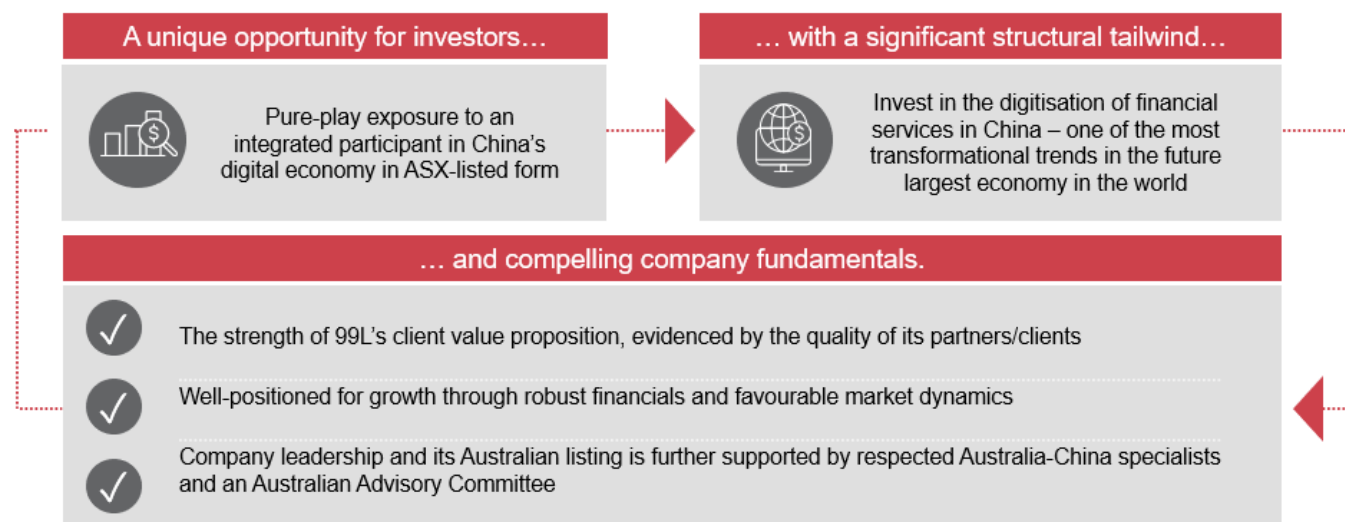 A unique opportunity for investors…
Pure-play exposure to an
integrated participant in China's
digital economy in ASX-listed form
… with a significant structural tailwind…
Invest in the digitisation of financial
services in China – one of the most
transformational trends in the future
largest economy in the world
… and compelling company fundamentals.
The strength of 99L's client value proposition, evidenced by the quality of its partners/clients
Well-positioned for growth through robust financials and favourable market dynamics
Company leadership and its Australian listing is further supported by respected Australia-China specialists
and an Australian Advisory Committee